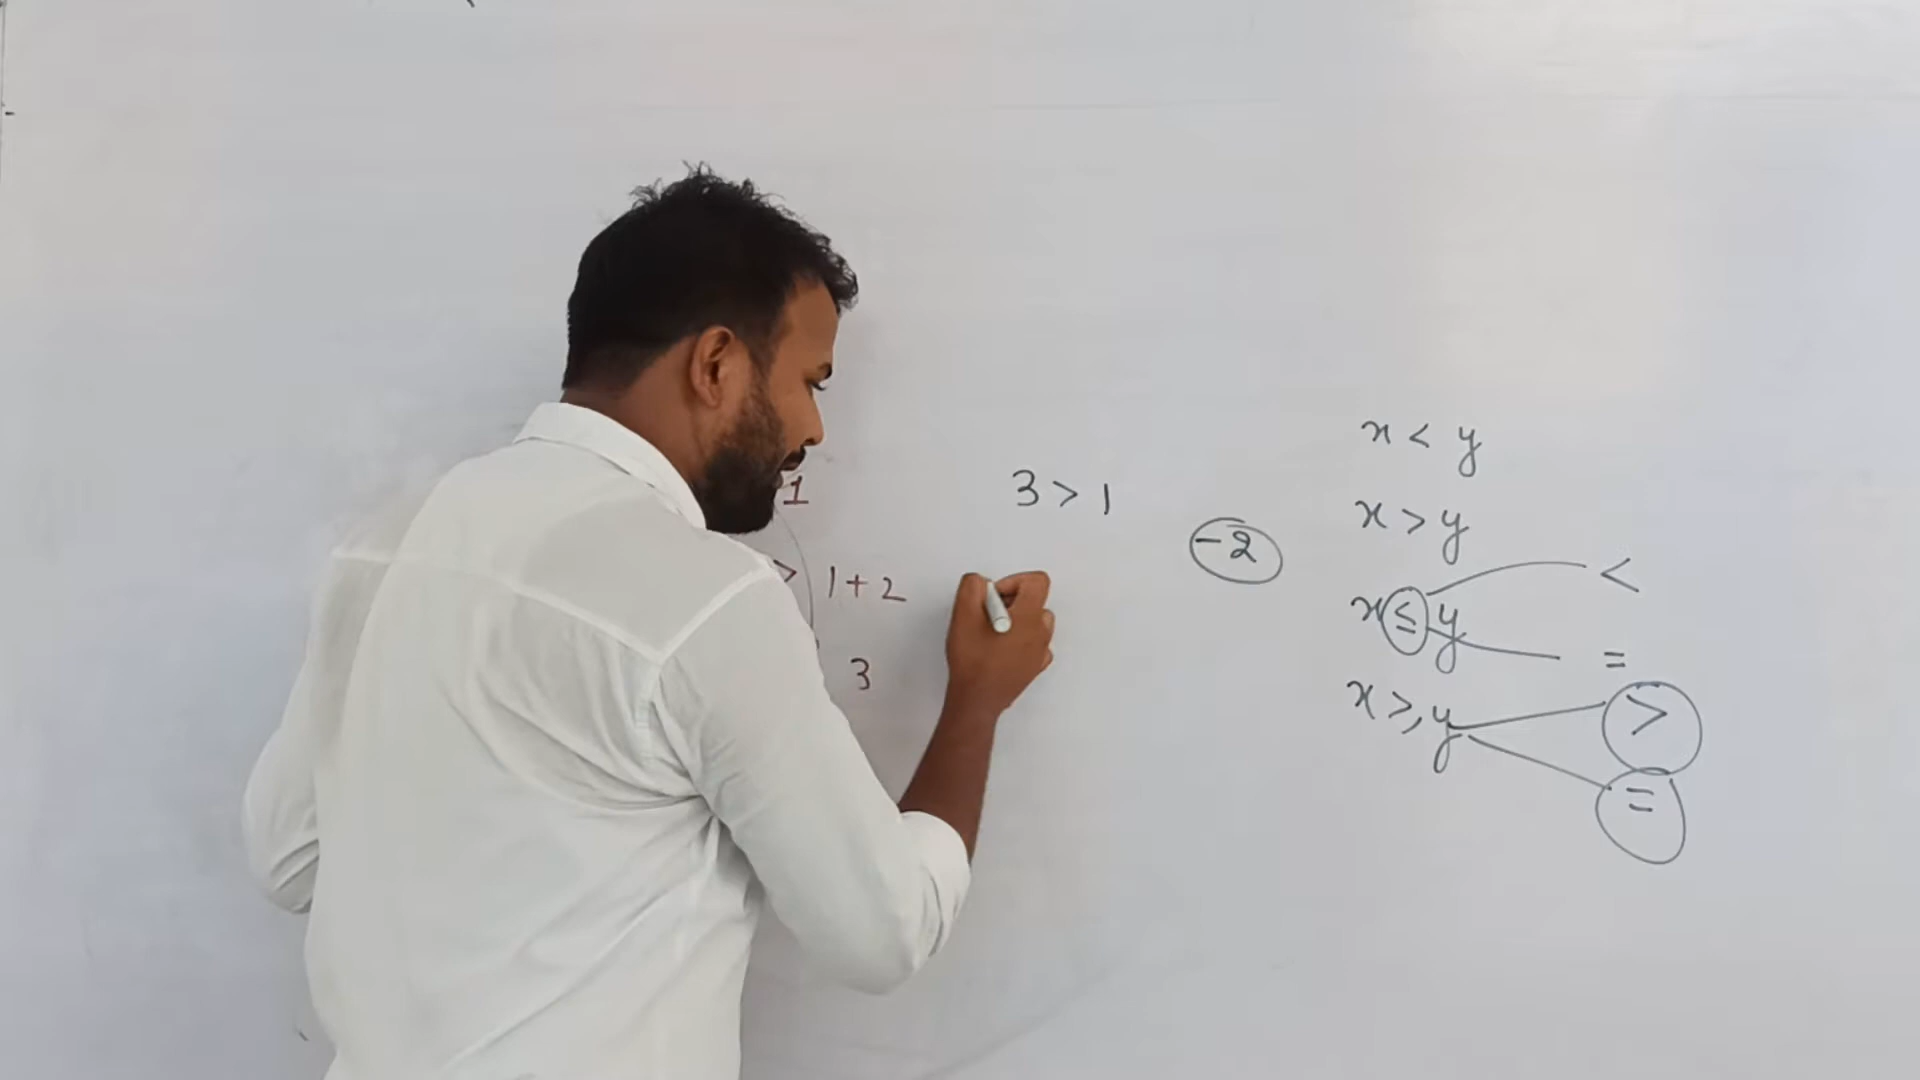 1
> 1+2
3
3 > 1
-2
x < y
x > y
x ≤ y
<
=
x ≥ y
>
=